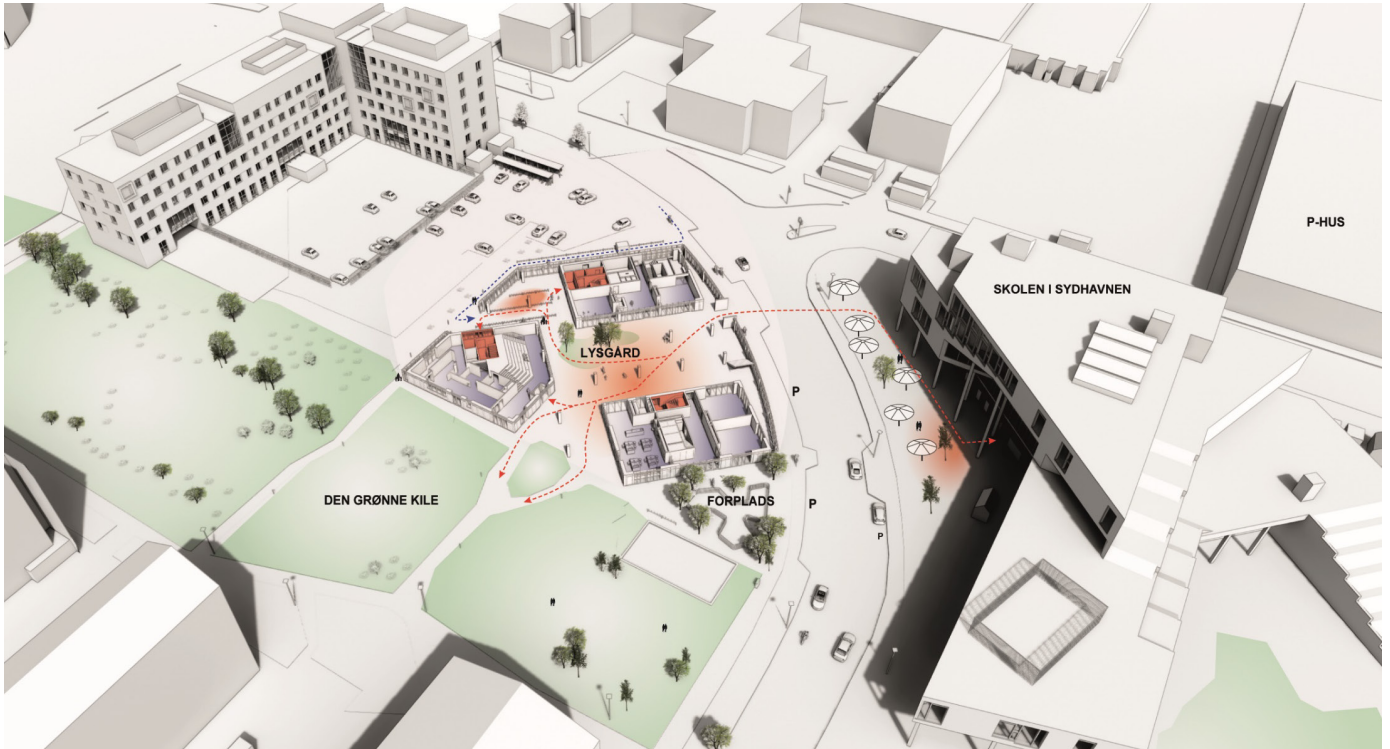 P-HUS
SKOLEN I SYDHAVNEN
LYSGÅRD
P
DEN GRØNNE KILE
FORPLADS
P
P